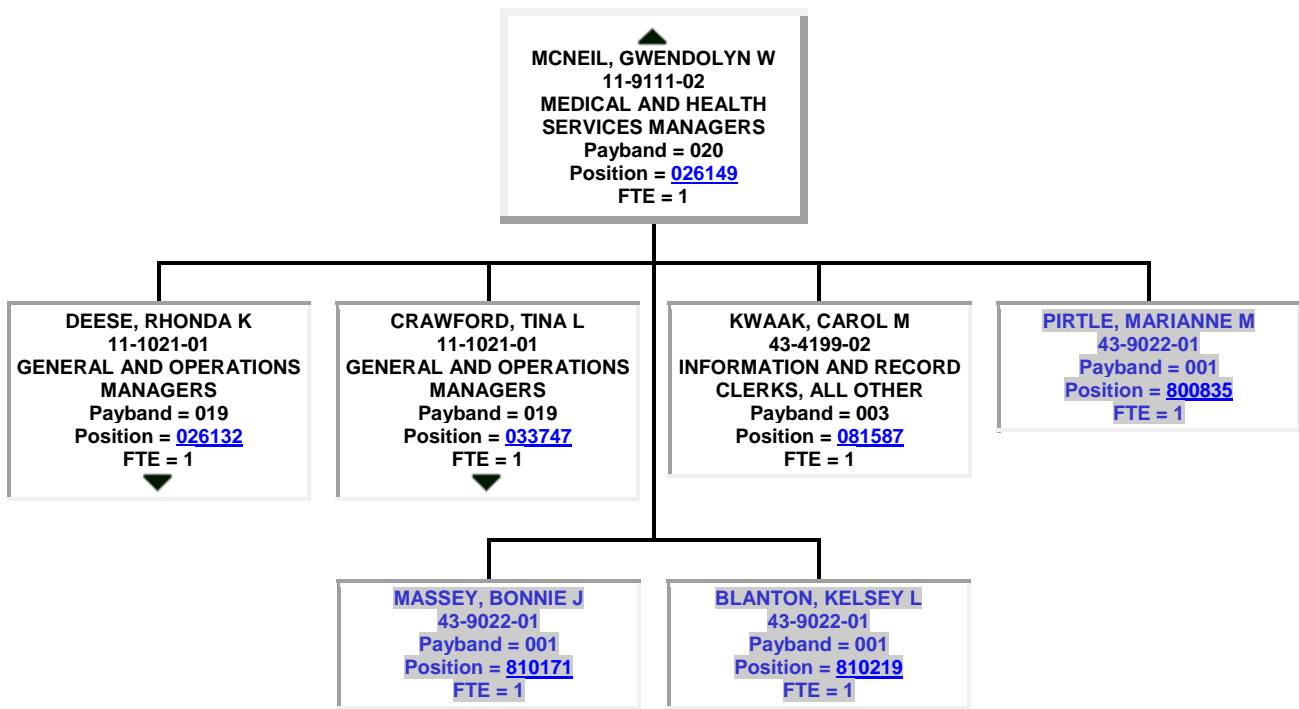 MCNEIL, GWENDOLYN W
11-9111-02
MEDICAL AND HEALTH
SERVICES MANAGERS
Payband = 020
Position = 026149
FTE = 1
DEESE, RHONDA K
11-1021-01
GENERAL AND OPERATIONS
MANAGERS
Payband = 019
Position = 026132
FTE = 1
CRAWFORD, TINA L
11-1021-01
GENERAL AND OPERATIONS
MANAGERS
Payband = 019
Position = 033747
FTE = 1
KWAAK, CAROL M
43-4199-02
INFORMATION AND RECORD
CLERKS, ALL OTHER
Payband = 003
Position = 081587
FTE = 1
PIRTLE, MARIANNE M
43-9022-01
Payband = 001
Position = 800835
FTE = 1
MASSEY, BONNIE J
43-9022-01
Payband = 001
Position = 810171
FTE = 1
BLANTON, KELSEY L
43-9022-01
Payband = 001
Position = 810219
FTE = 1